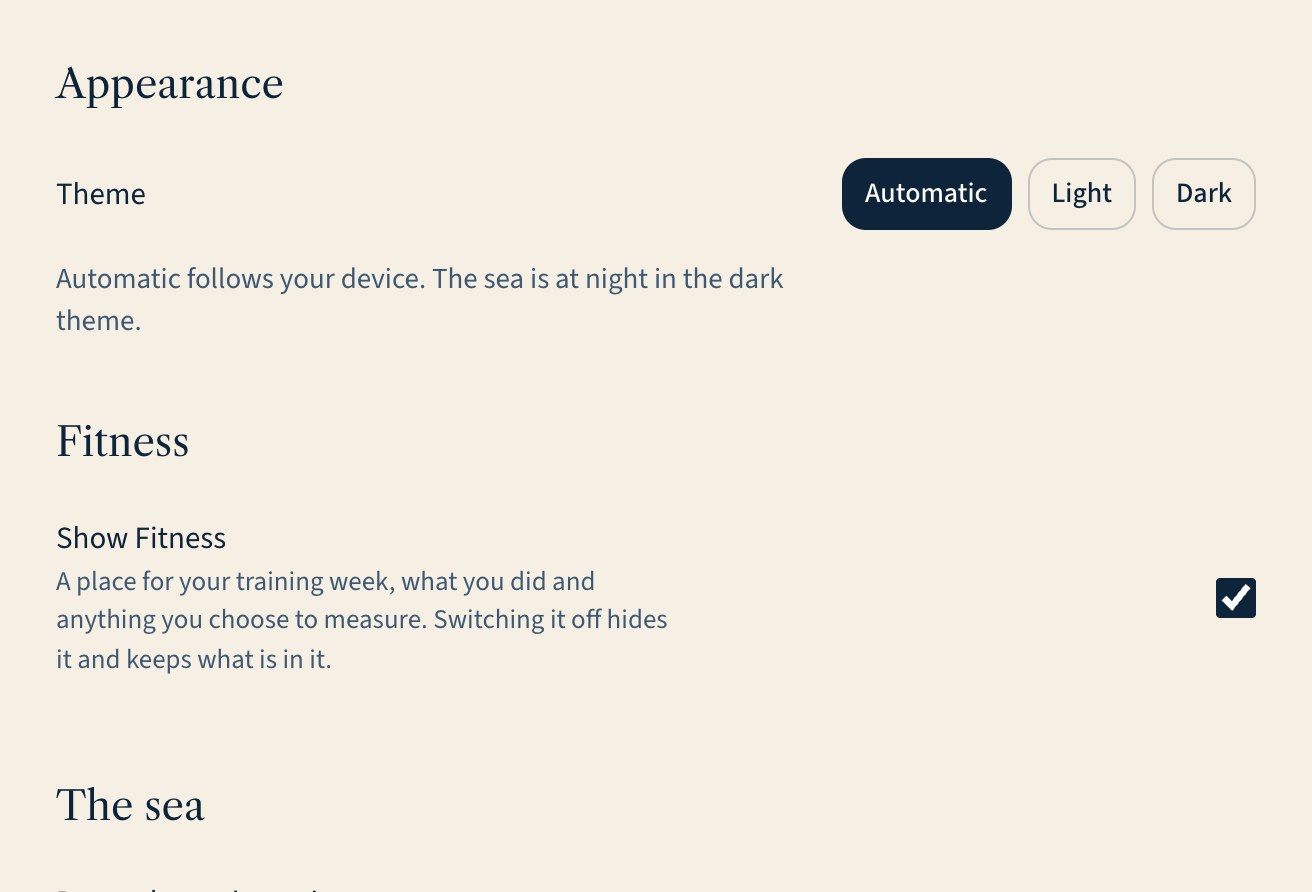 Appearance
Theme
Automatic
Light
Dark
Automatic follows your device. The sea is at night in the dark
theme.
Fitness
Show Fitness
A place for your training week, what you did and
anything you choose to measure. Switching it off hides
it and keeps what is in it.
The sea